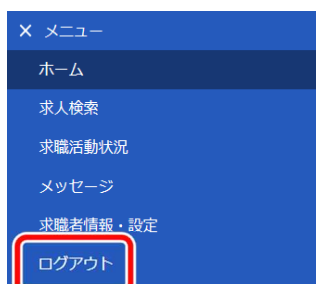 × メニュー
ホーム
求人検索
求職活動状況
メッセージ
求職者情報・設定
ログアウト